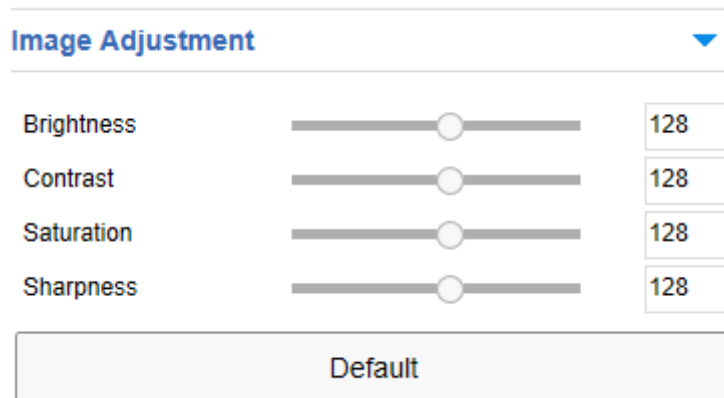 Image Adjustment
Brightness 128
Contrast 128
Saturation 128
Sharpness 128
Default